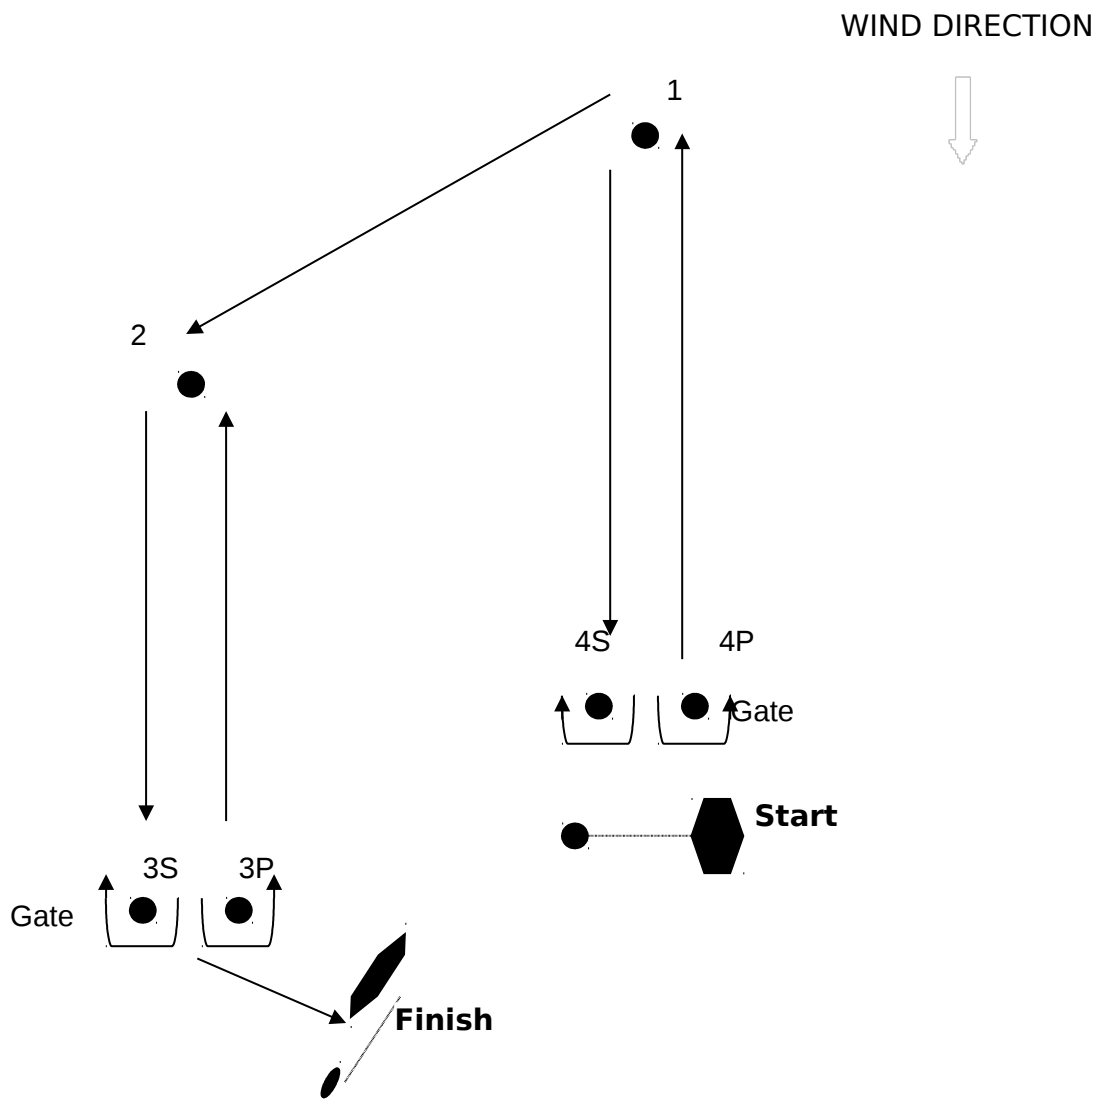 WIND DIRECTION
1
2
4S
4P
Gate
Start
3S
3P
Gate
Finish